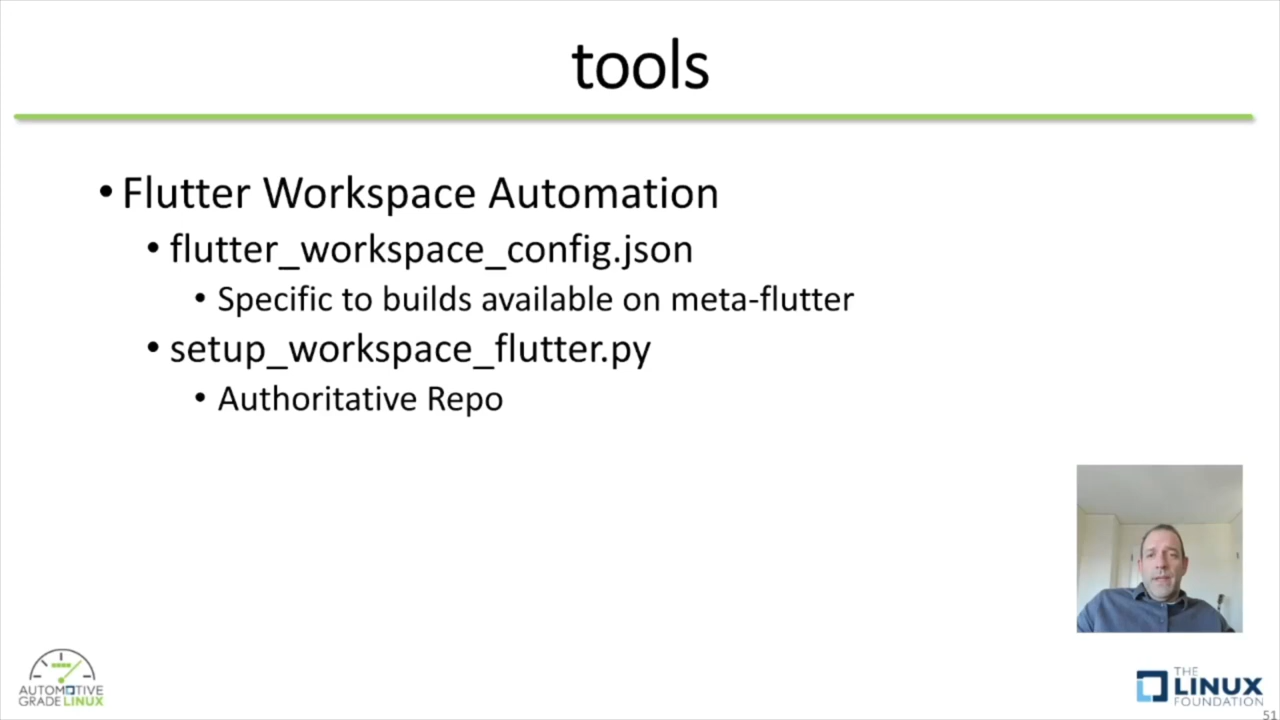 tools
• Flutter Workspace Automation
• flutter_workspace_config.json
• Specific to builds available on meta-flutter
• setup_workspace_flutter.py
• Authoritative Repo
AUTOMOTIVE
GRADE LINUX
THE
LINUX
FOUNDATION
51